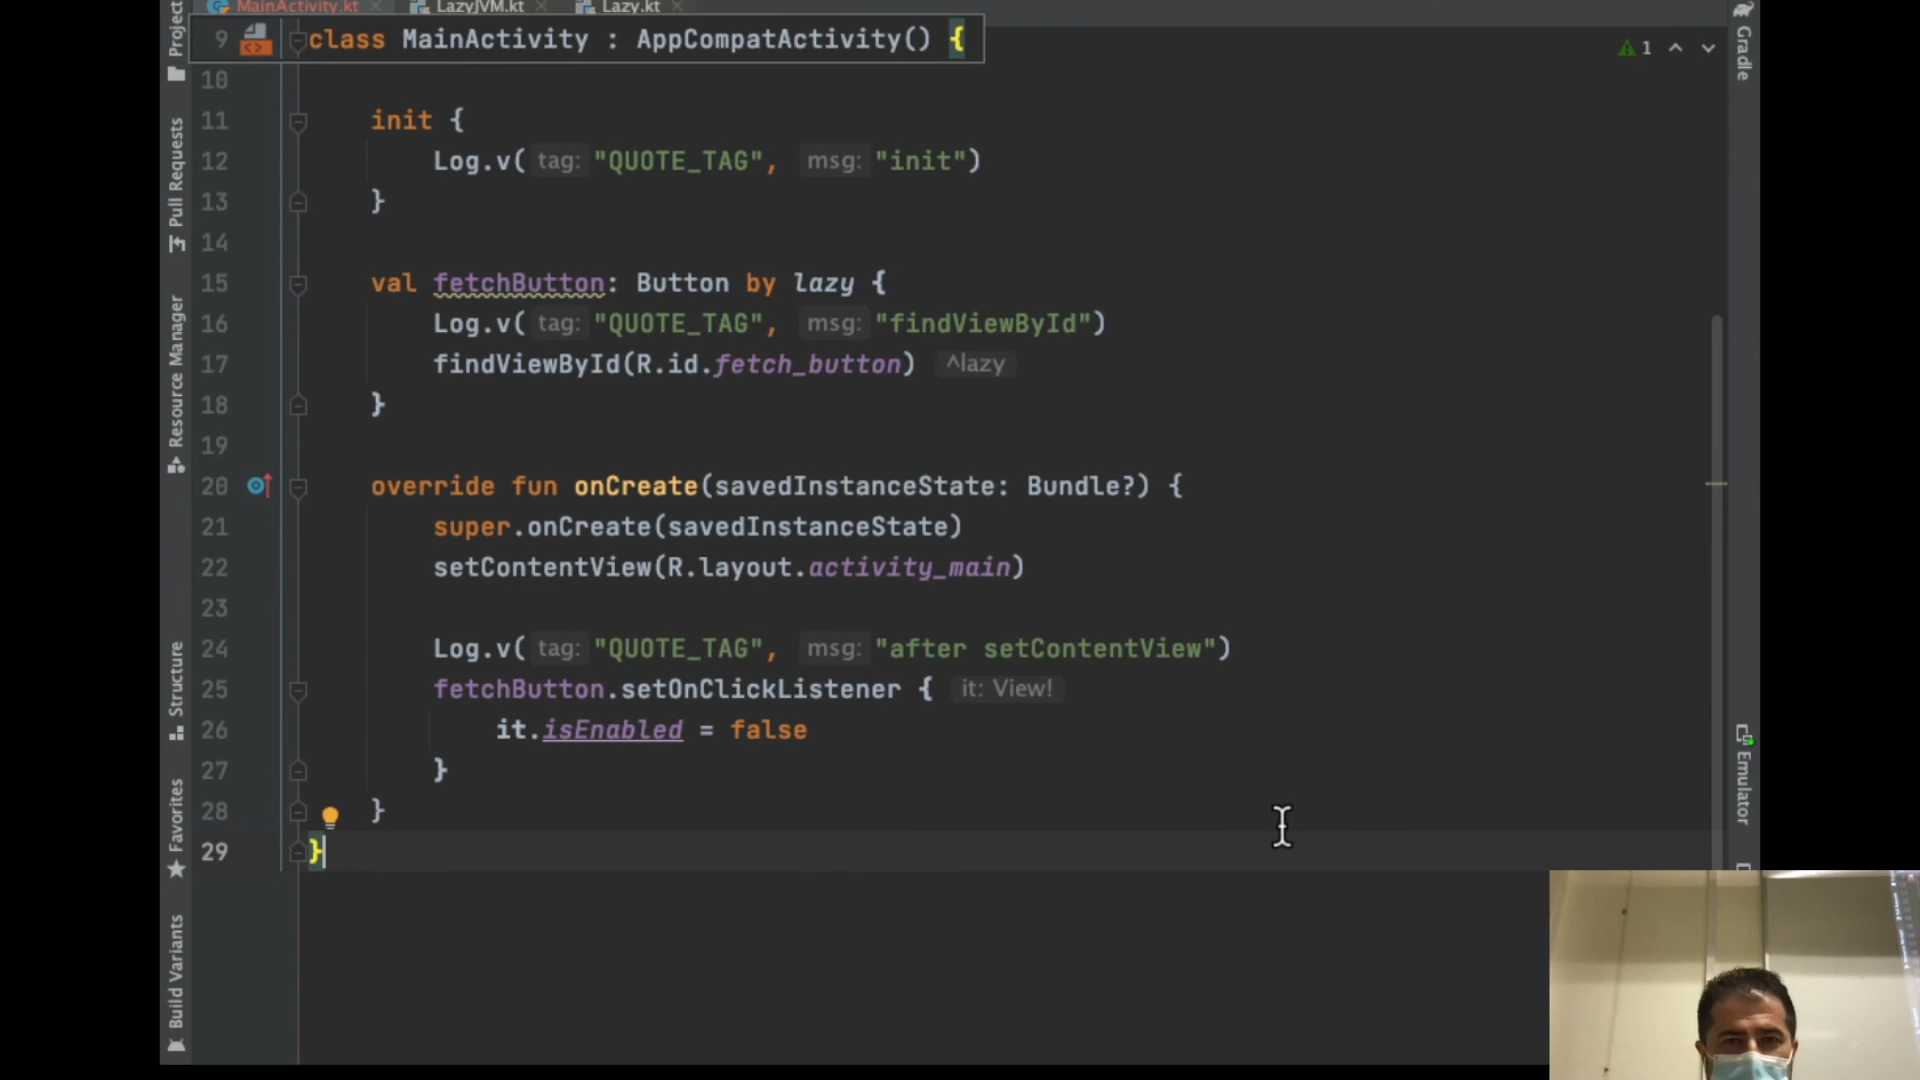 MainActivity.kt LazyJVM.kt Lazy.kt
9 class MainActivity : AppCompatActivity() {
1
10
11 init {
12 Log.v( tag: "QUOTE_TAG", msg: "init")
13 }
14
15 val fetchButton: Button by lazy {
16 Log.v( tag: "QUOTE_TAG", msg: "findViewById")
17 findViewById(R.id.fetch_button) ^lazy
18 }
19
20 override fun onCreate(savedInstanceState: Bundle?) {
21 super.onCreate(savedInstanceState)
22 setContentView(R.layout.activity_main)
23
24 Log.v( tag: "QUOTE_TAG", msg: "after setContentView")
25 fetchButton.setOnClickListener { it: View!
26 it.isEnabled = false
27 }
28 }
29 }
Project
Pull Requests
Resource Manager
Structure
Favorites
Build Variants
Gradle
Emulator